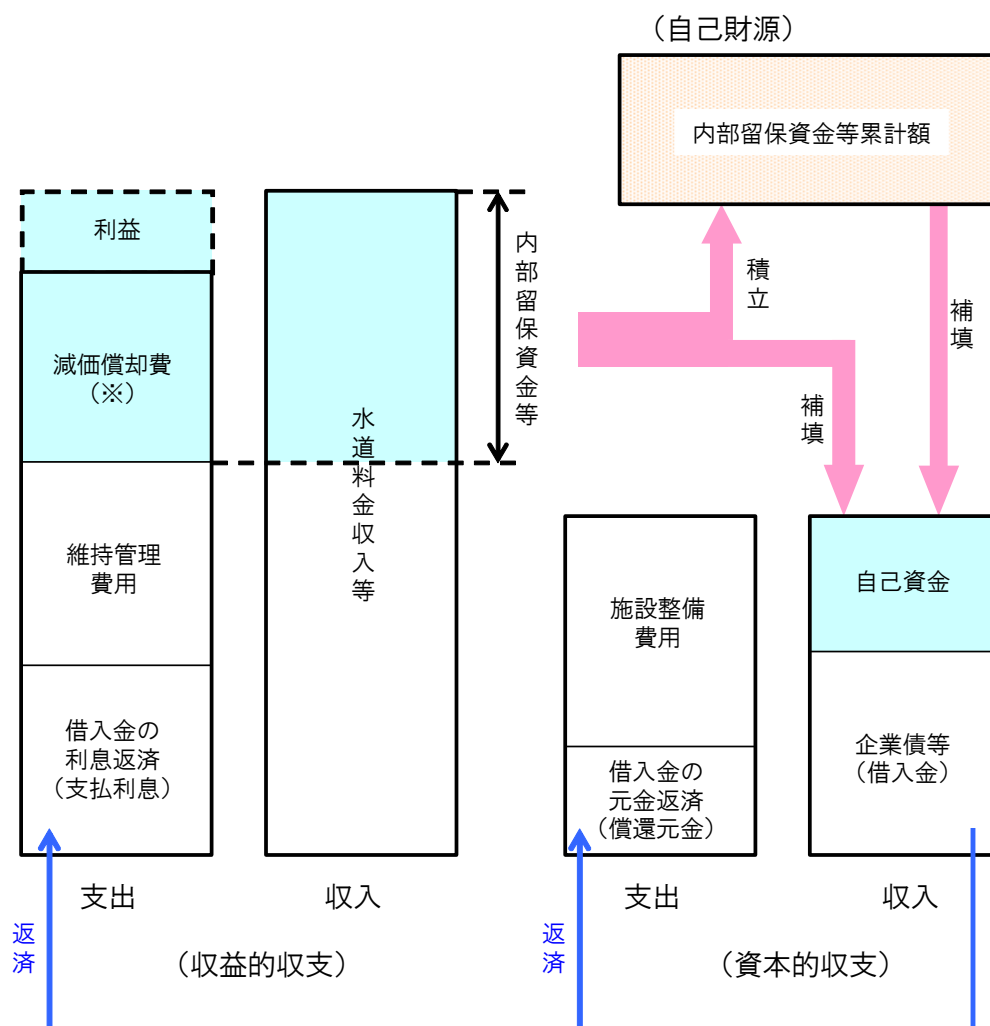 （自己財源）
内部留保資金等累計額
利益
減価償却費
（※）
維持管理
費用
借入金の
利息返済
（支払利息）
水道料金収入等
内部留保資金等
積立
補填
補填
施設整備
費用
借入金の
元金返済
（償還元金）
自己資金
企業債等
（借入金）
支出
収入
支出
収入
返済
（収益的収支）
返済
（資本的収支）